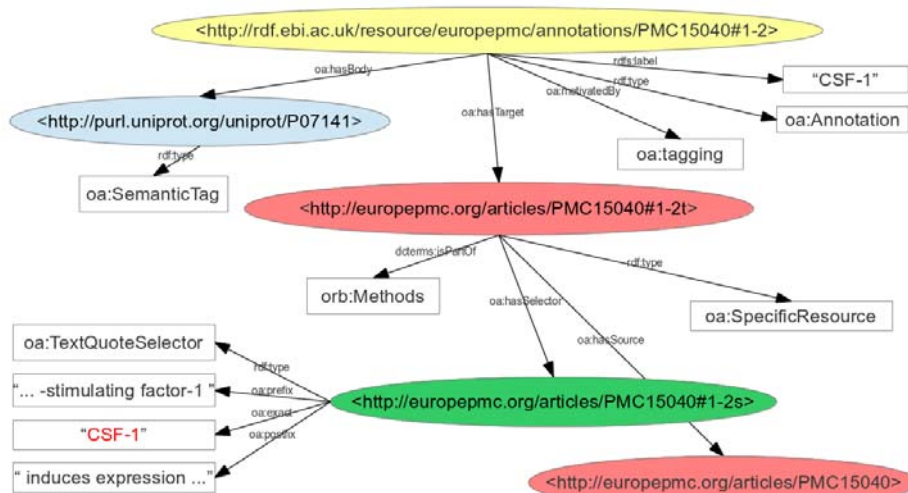 <http://rdf.ebi.ac.uk/resource/europepmc/annotations/PMC15040#1-2>
rdfs:label
"CSF-1"
oa:hasBody
rdf:type
oa:motivatedBy
oa:Annotation
<http://purl.uniprot.org/uniprot/P07141>
oa:hasTarget
oa:tagging
rdf:type
oa:SemanticTag
<http://europepmc.org/articles/PMC15040#1-2t>
dcterms:isPartOf
rdf:type
orb:Methods
oa:hasSelector
oa:SpecificResource
oa:hasSource
oa:TextQuoteSelector
rdf:type
"... -stimulating factor-1 "
oa:prefix
<http://europepmc.org/articles/PMC15040#1-2s>
oa:exact
"CSF-1"
oa:postfix
" induces expression ..."
<http://europepmc.org/articles/PMC15040>